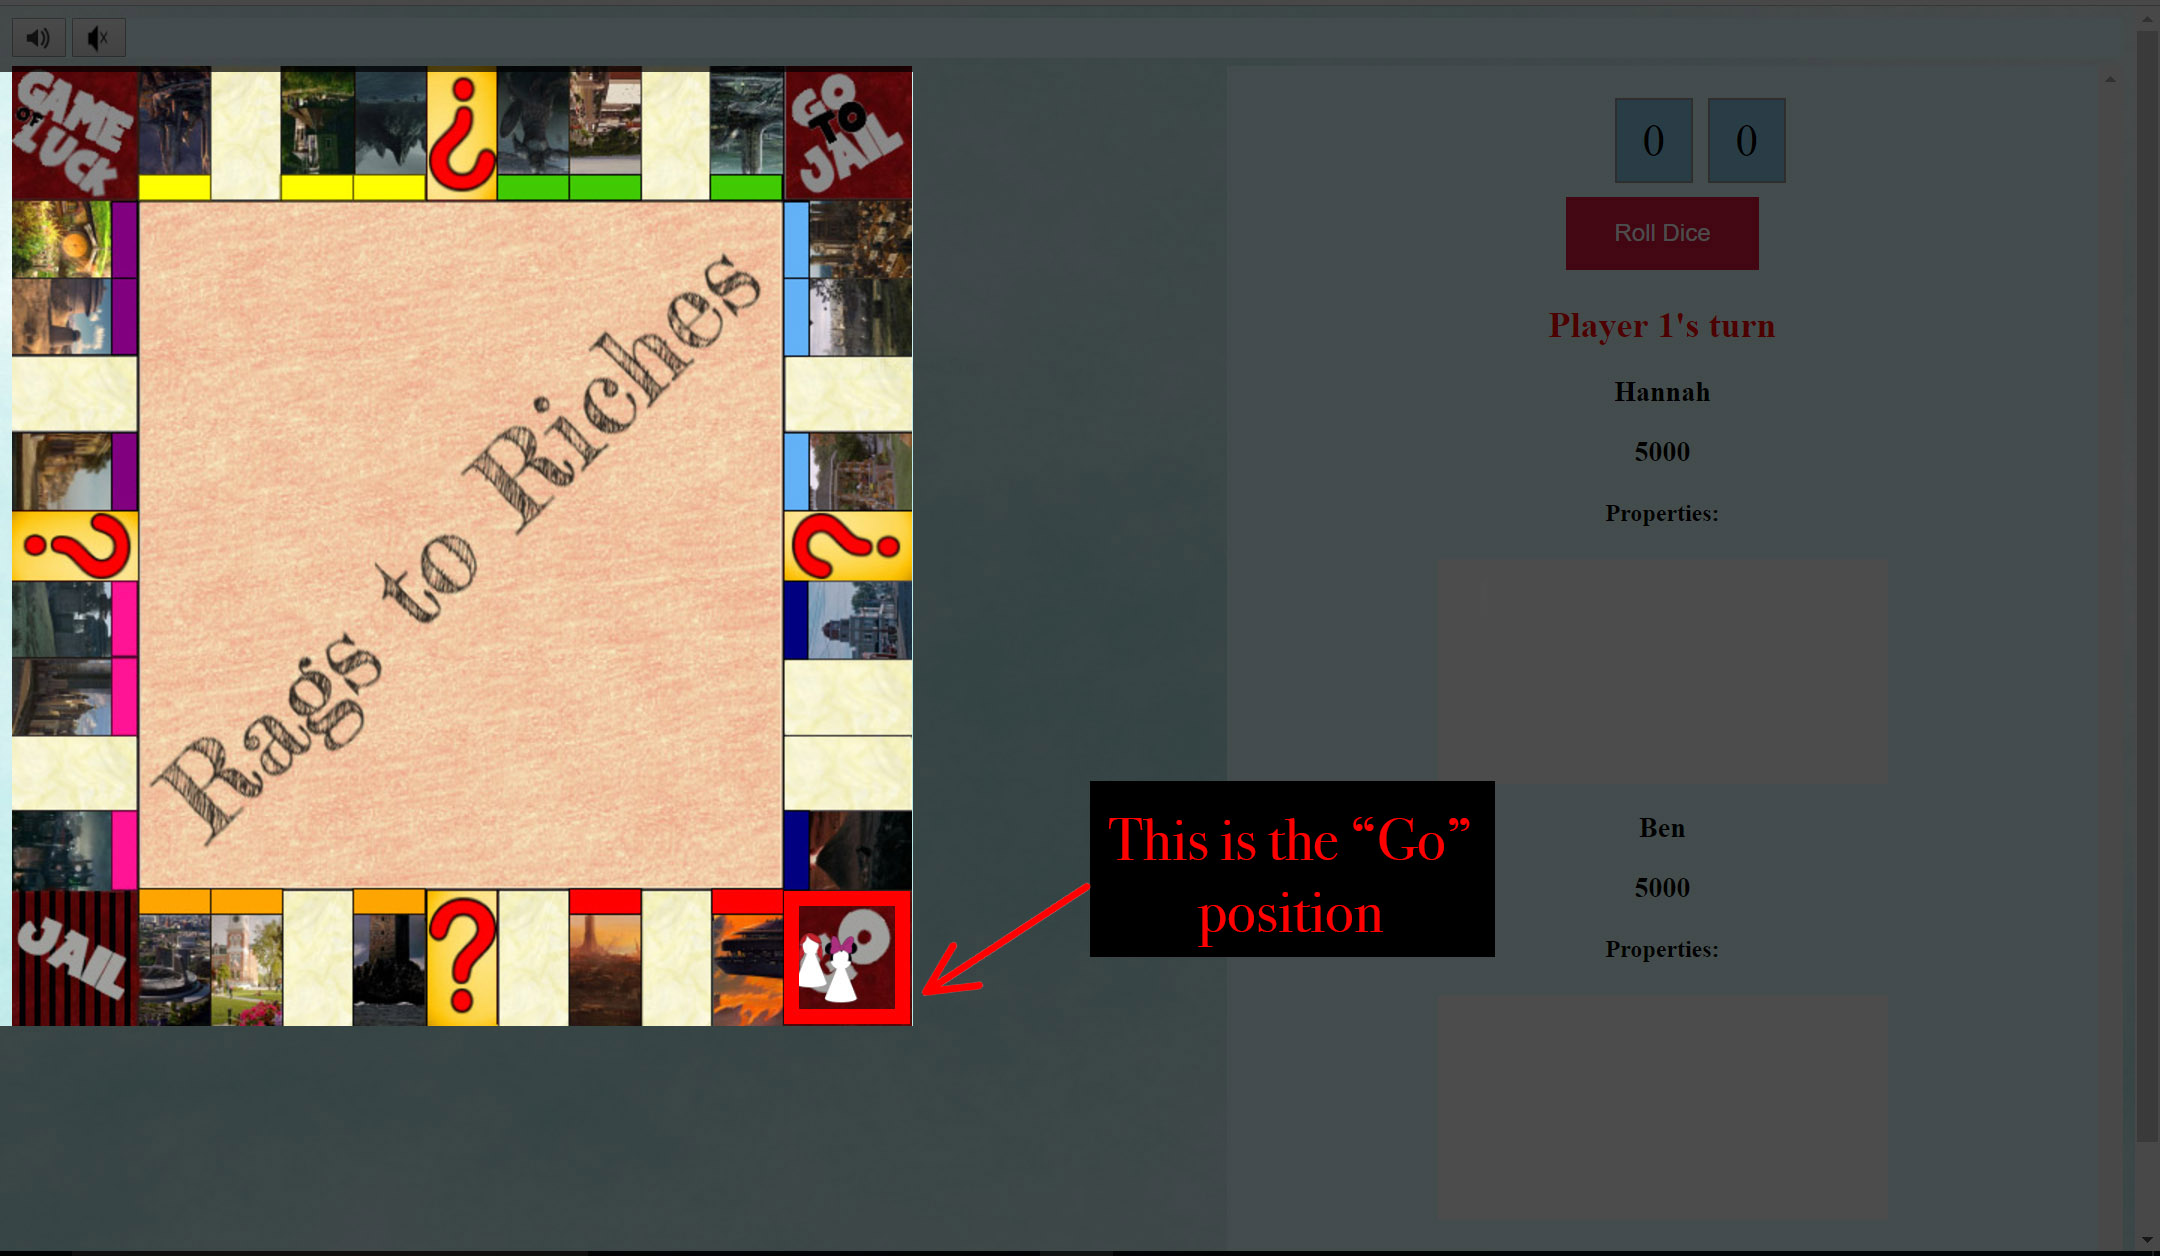 GAME
OF
LUCK
GO
TO
JAIL
0 0
Roll Dice
Player 1's turn
Hannah
5000
Properties:
Rags to Riches
This is the “Go”
position
Ben
5000
Properties:
JAIL